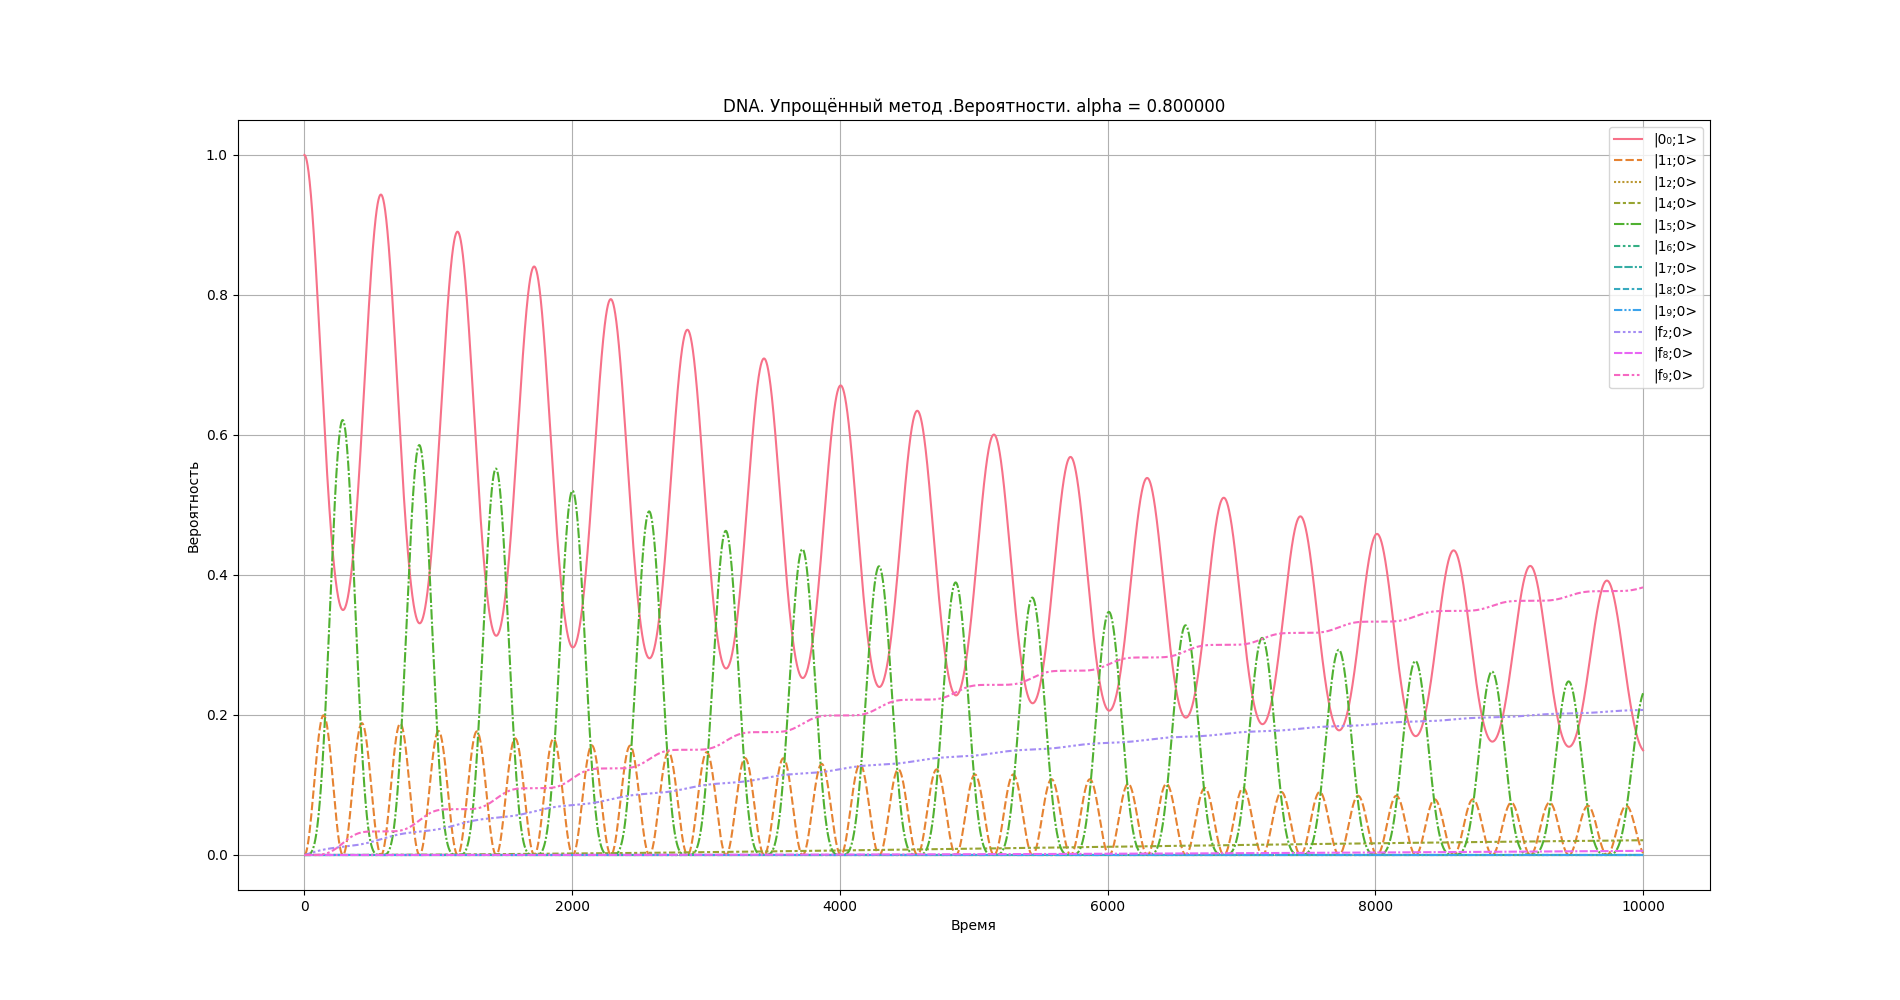 DNA. Упрощённый метод .Вероятности. alpha = 0.800000
|0₀;1>
|1₁;0>
|1₂;0>
|1₄;0>
|1₅;0>
|1₆;0>
|1₇;0>
|1₈;0>
|1₉;0>
|f₂;0>
|f₈;0>
|f₉;0>
1.0
0.8
0.6
0.4
0.2
0.0
Вероятность
0 2000 4000 6000 8000 10000
Время